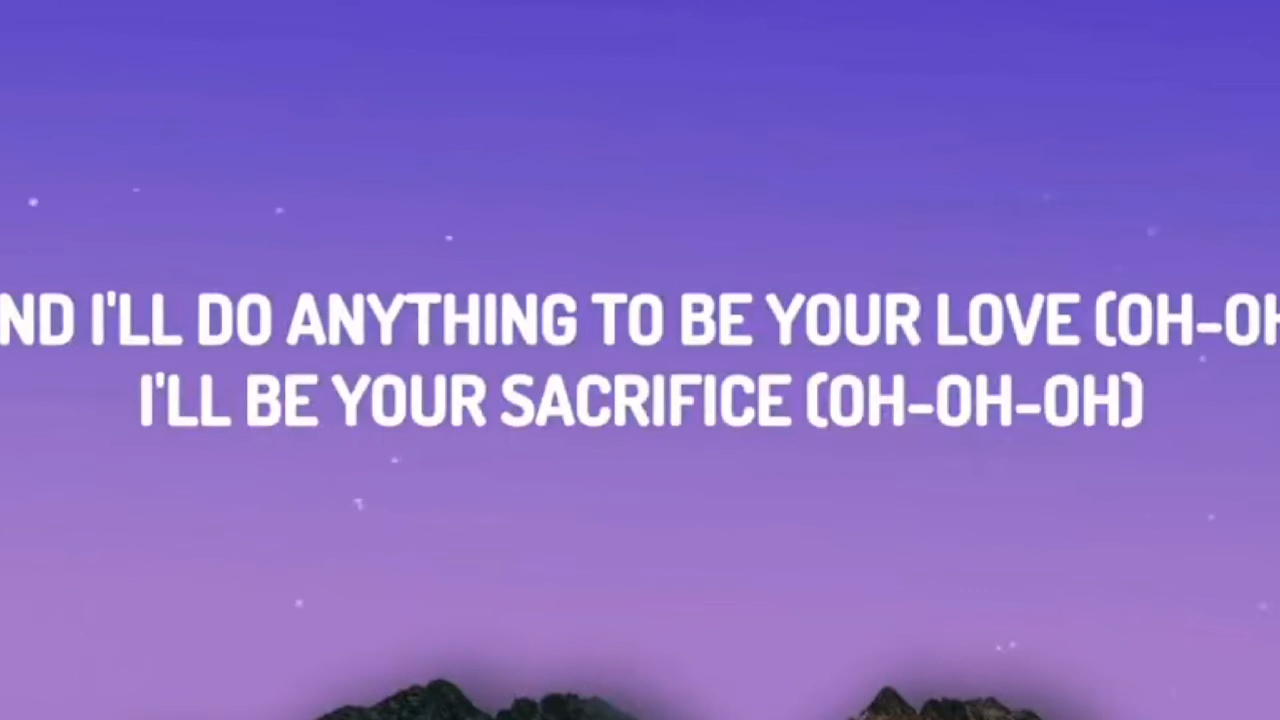 ND I'LL DO ANYTHING TO BE YOUR LOVE (OH-OH
I'LL BE YOUR SACRIFICE (OH-OH-OH)